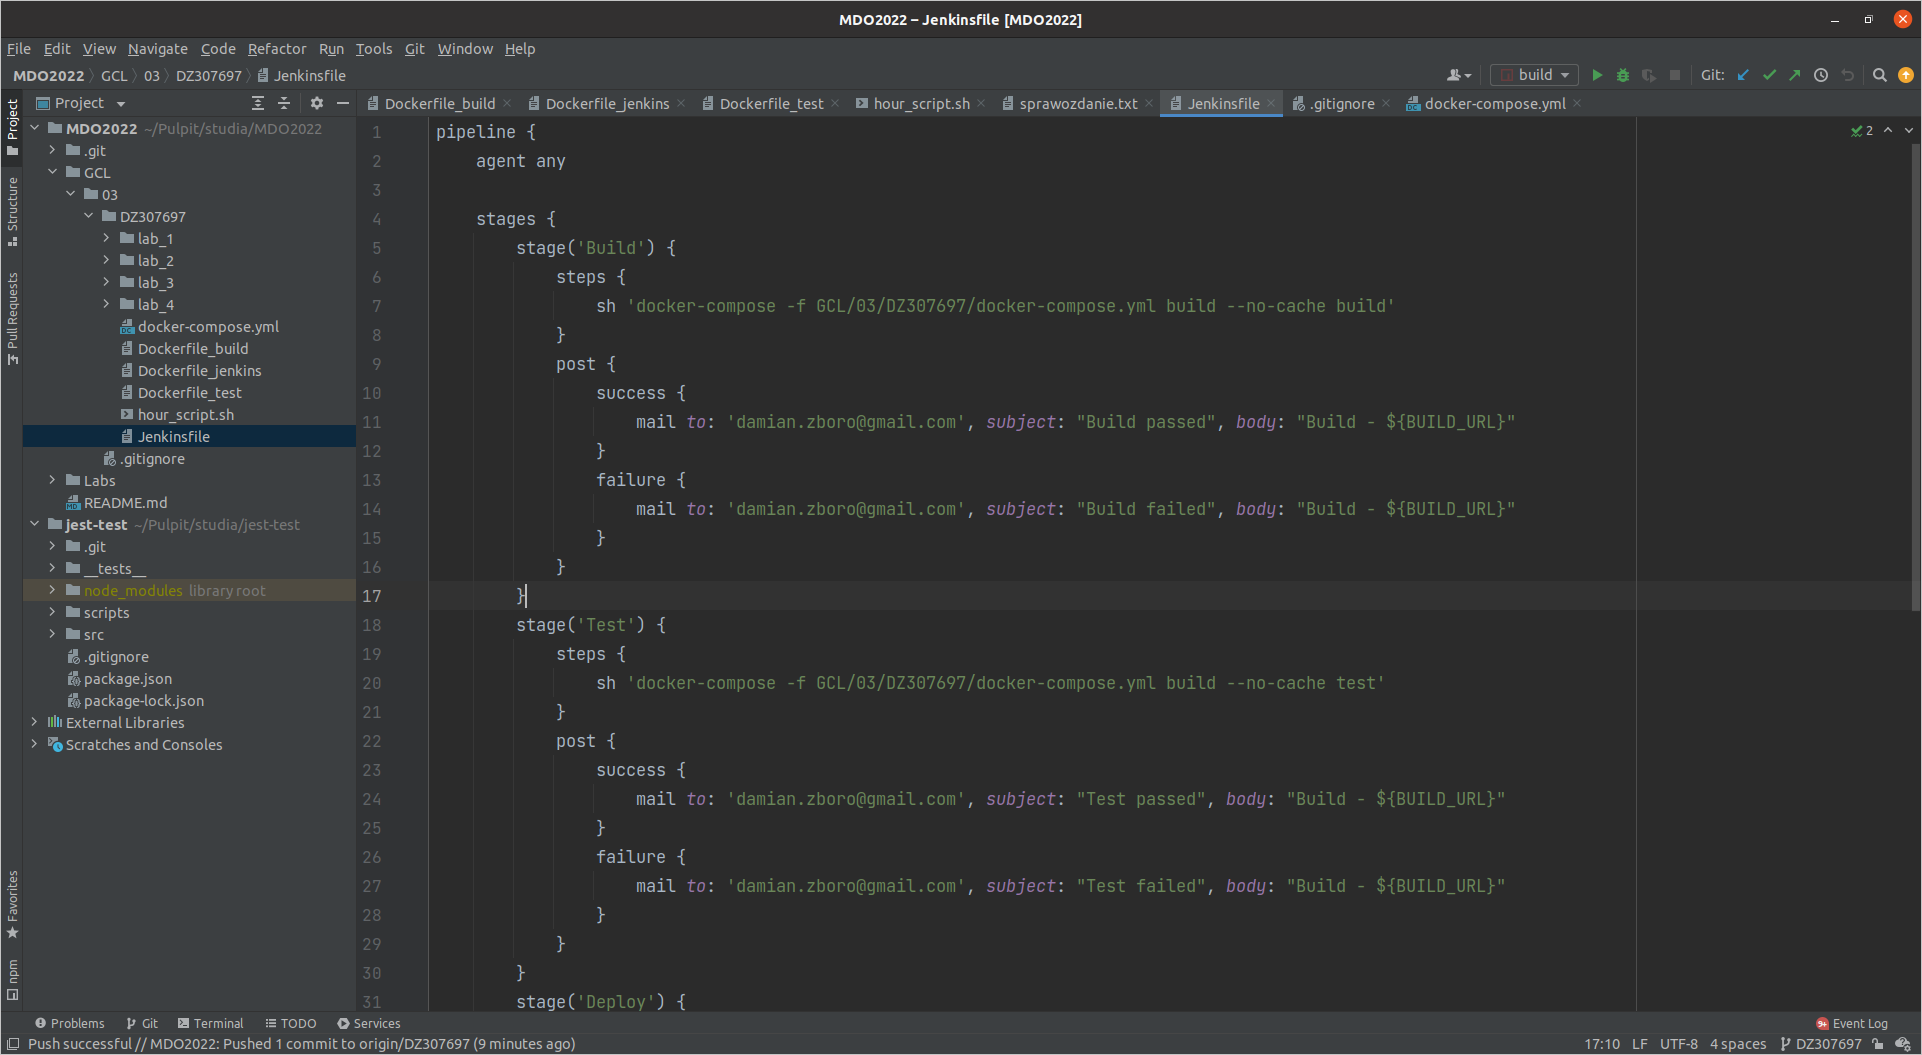 MDO2022 – Jenkinsfile [MDO2022]
File Edit View Navigate Code Refactor Run Tools Git Window Help
MDO2022 GCL 03 DZ307697 Jenkinsfile
build
Git:
Project
Dockerfile_build
Dockerfile_jenkins
Dockerfile_test
hour_script.sh
sprawozdanie.txt
Jenkinsfile
.gitignore
docker-compose.yml
Project
Structure
Pull Requests
Favorites
npm
MDO2022 ~/Pulpit/studia/MDO2022
.git
GCL
03
DZ307697
lab_1
lab_2
lab_3
lab_4
docker-compose.yml
Dockerfile_build
Dockerfile_jenkins
Dockerfile_test
hour_script.sh
Jenkinsfile
.gitignore
Labs
README.md
jest-test ~/Pulpit/studia/jest-test
.git
__tests__
node_modules library root
scripts
src
.gitignore
package.json
package-lock.json
External Libraries
Scratches and Consoles
2
1 pipeline {
2 agent any
3
4 stages {
5 stage('Build') {
6 steps {
7 sh 'docker-compose -f GCL/03/DZ307697/docker-compose.yml build --no-cache build'
8 }
9 post {
10 success {
11 mail to: 'damian.zboro@gmail.com', subject: "Build passed", body: "Build - ${BUILD_URL}"
12 }
13 failure {
14 mail to: 'damian.zboro@gmail.com', subject: "Build failed", body: "Build - ${BUILD_URL}"
15 }
16 }
17 }
18 stage('Test') {
19 steps {
20 sh 'docker-compose -f GCL/03/DZ307697/docker-compose.yml build --no-cache test'
21 }
22 post {
23 success {
24 mail to: 'damian.zboro@gmail.com', subject: "Test passed", body: "Build - ${BUILD_URL}"
25 }
26 failure {
27 mail to: 'damian.zboro@gmail.com', subject: "Test failed", body: "Build - ${BUILD_URL}"
28 }
29 }
30 }
31 stage('Deploy') {
Problems Git Terminal TODO Services
9+ Event Log
Push successful // MDO2022: Pushed 1 commit to origin/DZ307697 (9 minutes ago)
17:10 LF UTF-8 4 spaces DZ307697